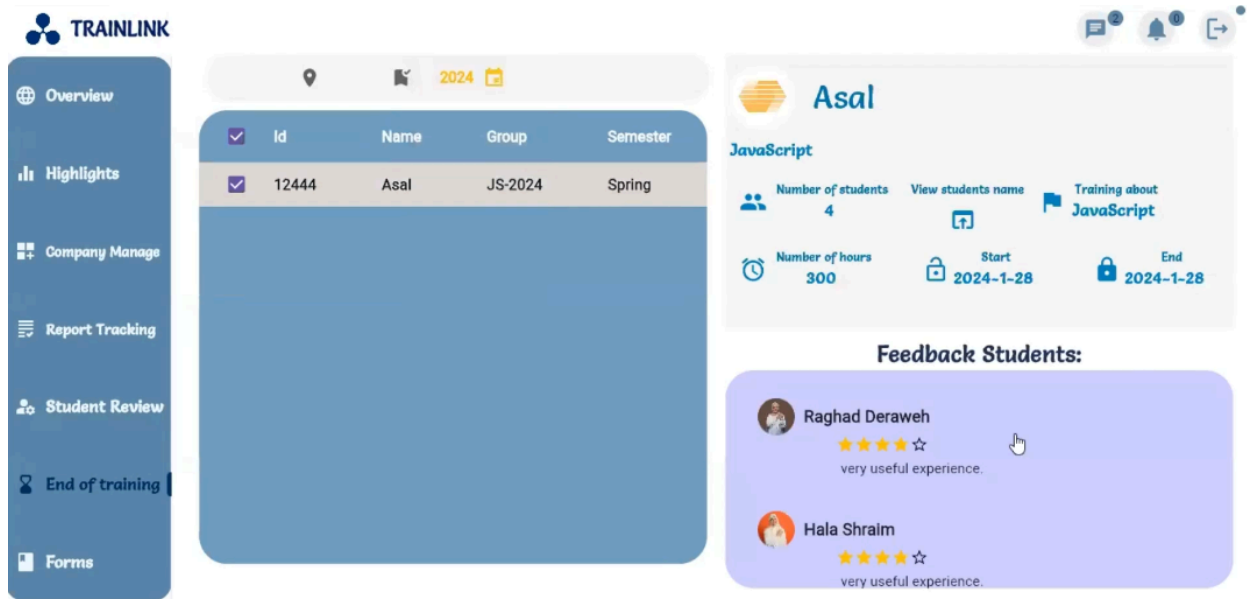 TRAINLINK
2
0
Overview
Highlights
Company Manage
Report Tracking
Student Review
End of training
Forms
2024
Id Name Group Semester
12444 Asal JS-2024 Spring
Asal
JavaScript
Number of students View students name Training about
4 JavaScript
Number of hours Start End
300 2024-1-28 2024-1-28
Feedback Students:
Raghad Deraweh
very useful experience.
Hala Shraim
very useful experience.